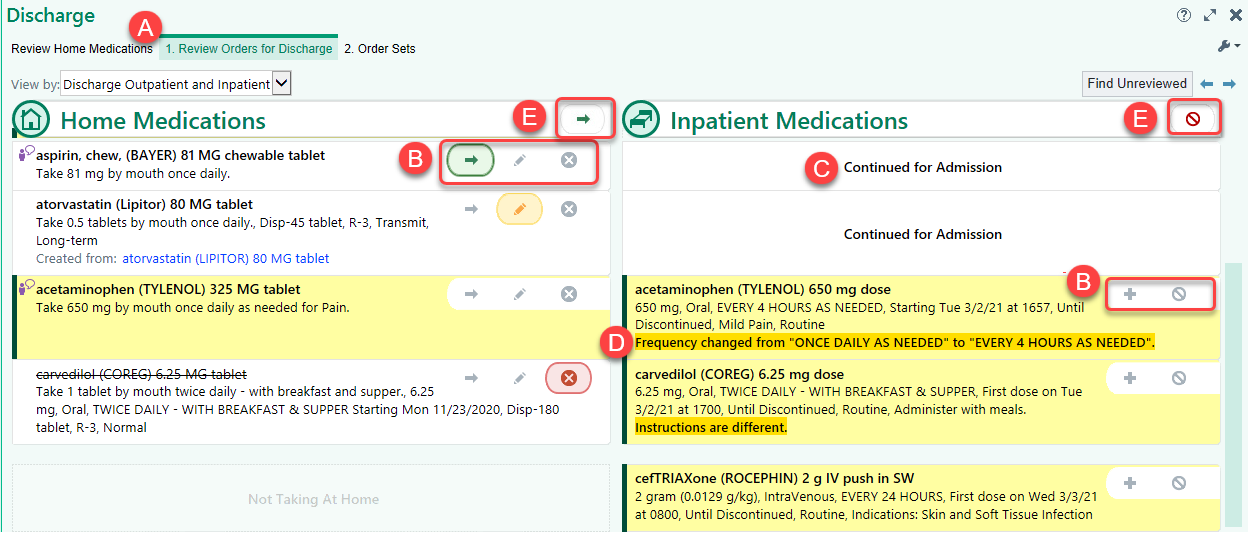 Discharge
A
Review Home Medications 1. Review Orders for Discharge 2. Order Sets
View by: Discharge Outpatient and Inpatient Find Unreviewed
Home Medications E
Inpatient Medications E
aspirin, chew, (BAYER) 81 MG chewable tablet
Take 81 mg by mouth once daily.
B
C Continued for Admission
atorvastatin (Lipitor) 80 MG tablet
Take 0.5 tablets by mouth once daily., Disp-45 tablet, R-3, Transmit,
Long-term
Created from: atorvastatin (LIPITOR) 80 MG tablet
Continued for Admission
acetaminophen (TYLENOL) 325 MG tablet
Take 650 mg by mouth once daily as needed for Pain.
B
acetaminophen (TYLENOL) 650 mg dose
650 mg, Oral, EVERY 4 HOURS AS NEEDED, Starting Tue 3/2/21 at 1657, Until
Discontinued, Mild Pain, Routine
D Frequency changed from "ONCE DAILY AS NEEDED" to "EVERY 4 HOURS AS NEEDED".
carvedilol (COREG) 6.25 MG tablet
Take 1 tablet by mouth twice daily - with breakfast and supper., 6.25
mg, Oral, TWICE DAILY - WITH BREAKFAST & SUPPER Starting Mon 11/23/2020, Disp-180
tablet, R-3, Normal
carvedilol (COREG) 6.25 mg dose
6.25 mg, Oral, TWICE DAILY - WITH BREAKFAST & SUPPER, First dose on Tue
3/2/21 at 1700, Until Discontinued, Routine, Administer with meals.
Instructions are different.
Not Taking At Home
cefTRIAXone (ROCEPHIN) 2 g IV push in SW
2 gram (0.0129 g/kg), IntraVenous, EVERY 24 HOURS, First dose on Wed 3/3/21
at 0800, Until Discontinued, Routine, Indications: Skin and Soft Tissue Infection